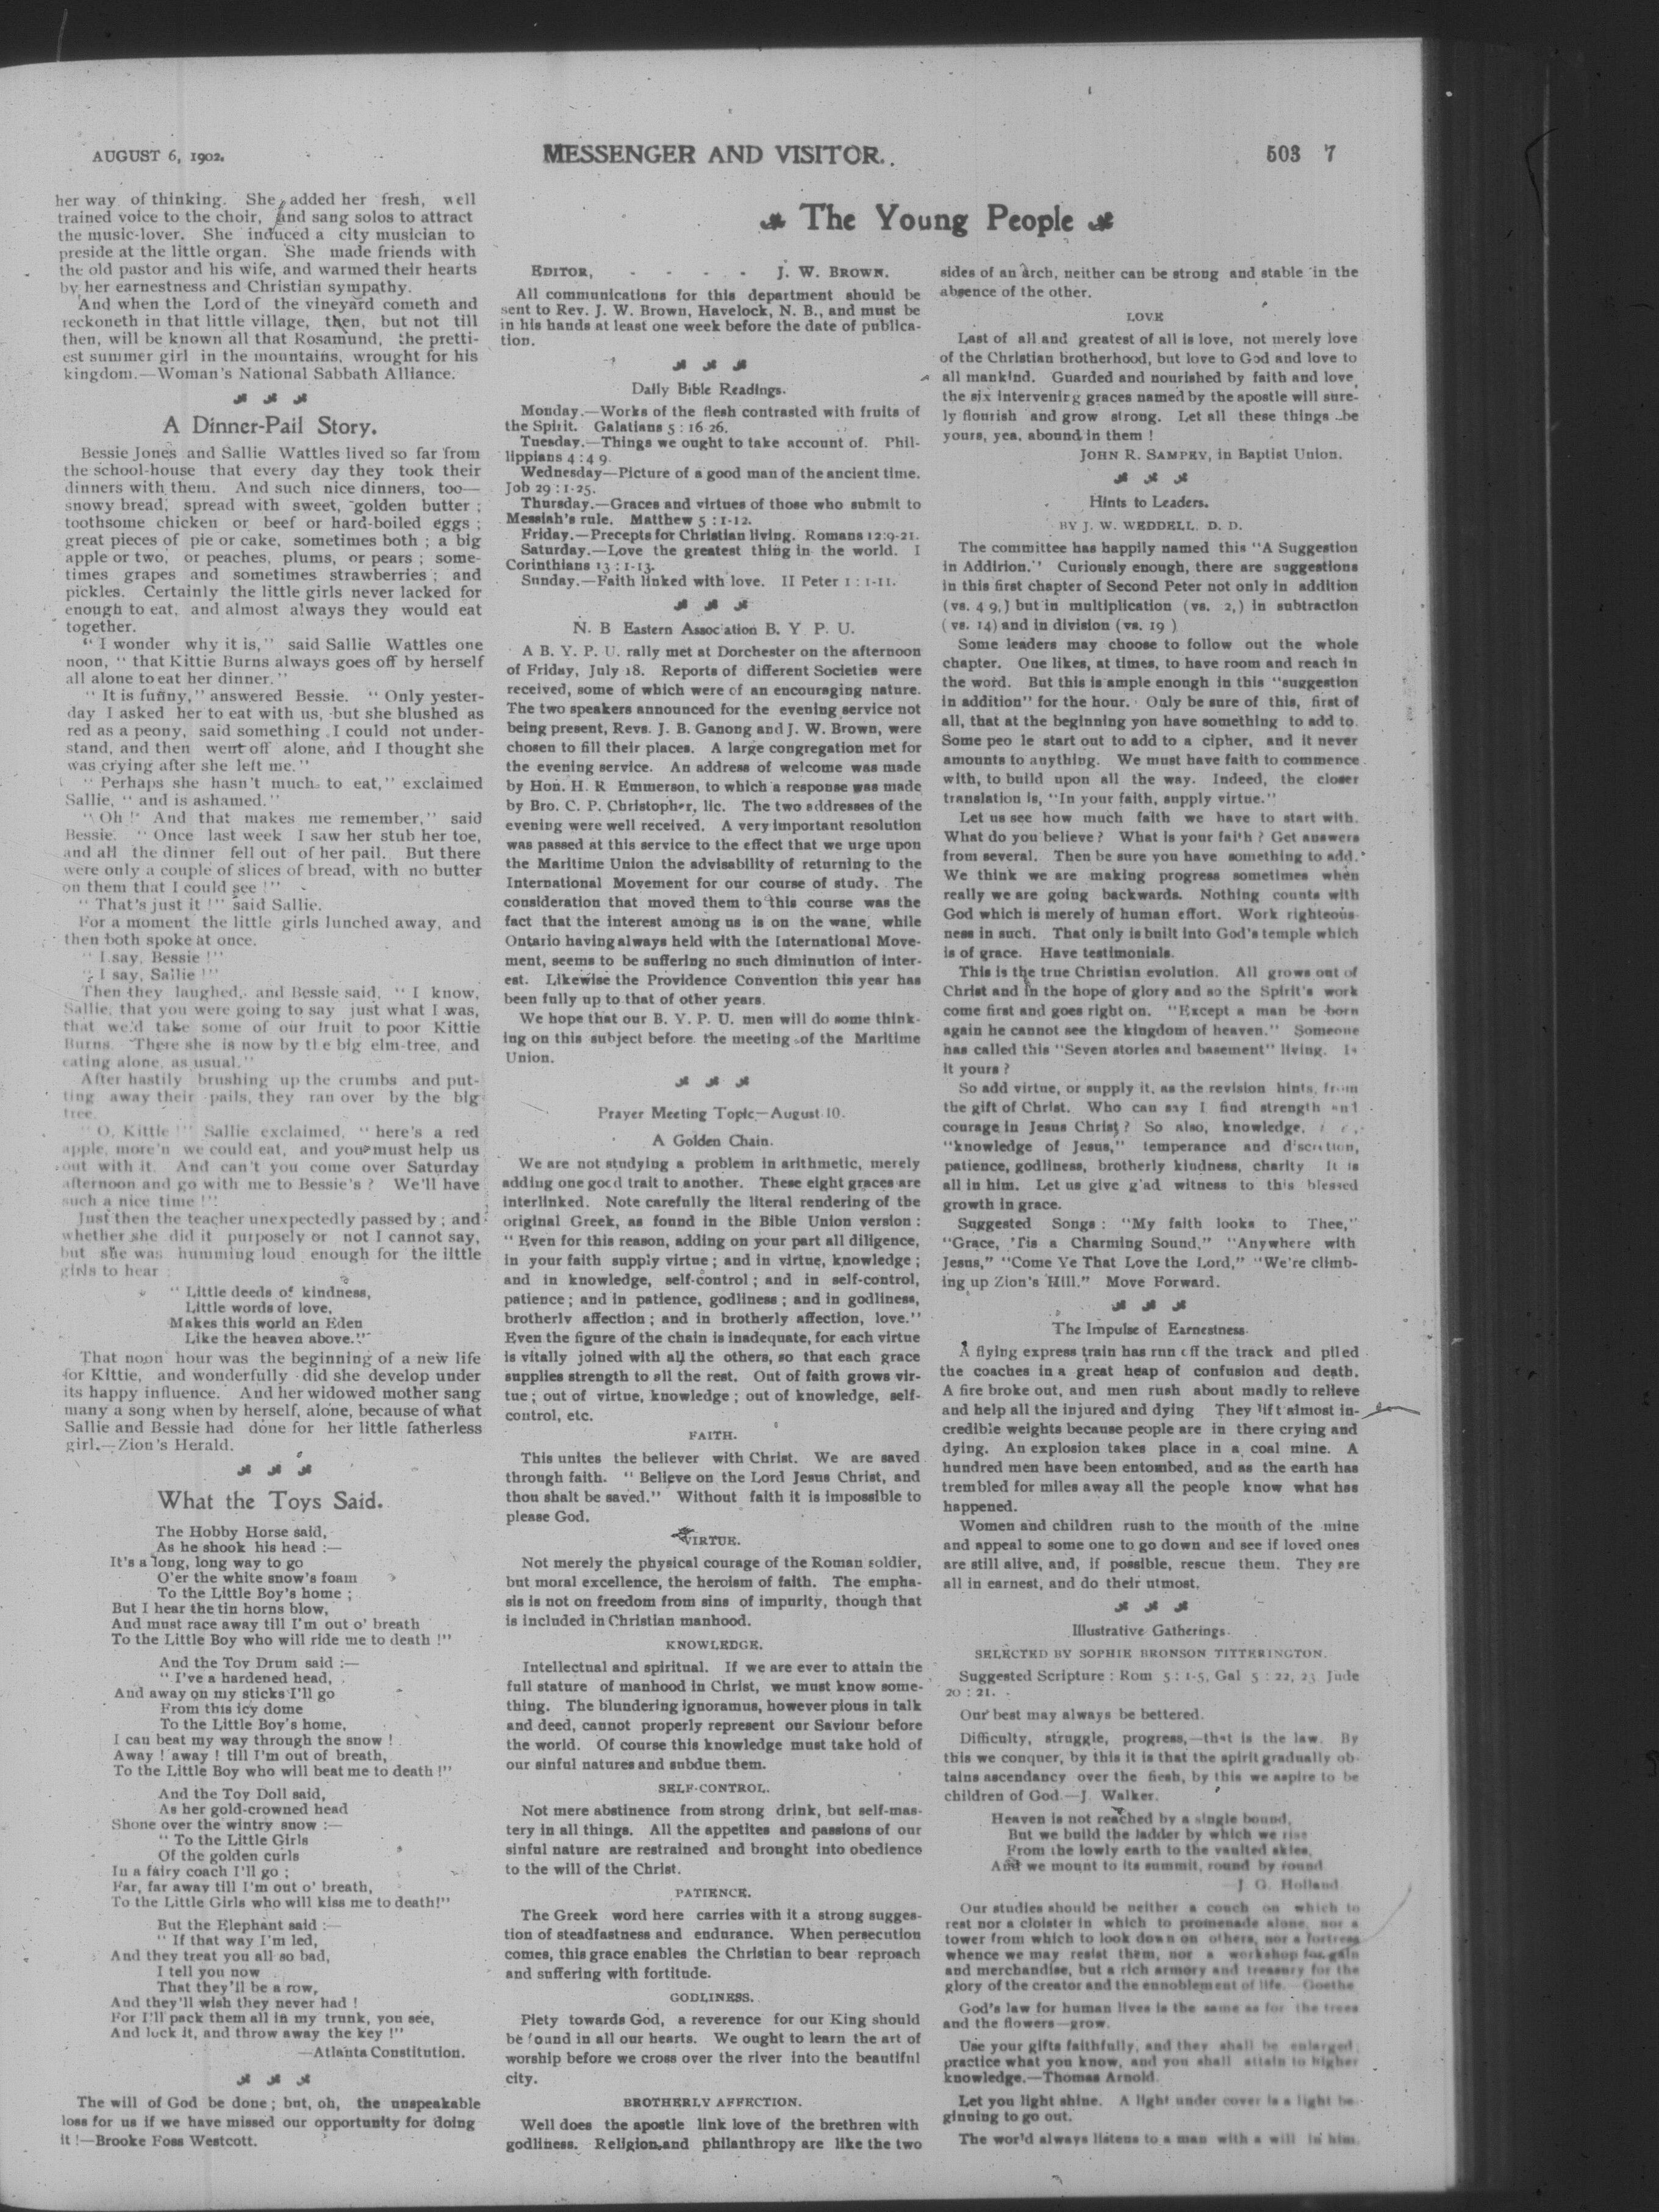 AUGUST 6, 1902.
MESSENGER AND VISITOR.
503 7
her way of thinking. She added her fresh, well
trained voice to the choir, and sang solos to attract
the music-lover. She induced a city musician to
preside at the little organ. She made friends with
the old pastor and his wife, and warmed their hearts
by her earnestness and Christian sympathy.
And when the Lord of the vineyard cometh and
reckoneth in that little village, then, but not till
then, will be known all that Rosamund, the pretti-
est summer girl in the mountains, wrought for his
kingdom.—Woman's National Sabbath Alliance.
A Dinner-Pail Story.
Bessie Jones and Sallie Wattles lived so far from
the school-house that every day they took their
dinners with them. And such nice dinners, too—
snowy bread, spread with sweet, golden butter ;
toothsome chicken or beef or hard-boiled eggs ;
great pieces of pie or cake, sometimes both ; a big
apple or two, or peaches, plums, or pears ; some-
times grapes and sometimes strawberries ; and
pickles. Certainly the little girls never lacked for
enough to eat, and almost always they would eat
together.
" I wonder why it is," said Sallie Wattles one
noon, " that Kittie Burns always goes off by herself
all alone to eat her dinner."
" It is funny," answered Bessie. " Only yester-
day I asked her to eat with us, but she blushed as
red as a peony, said something I could not under-
stand, and then went off alone, and I thought she
was crying after she left me."
" Perhaps she hasn't much to eat," exclaimed
Sallie, " and is ashamed."
" Oh !' And that makes me remember," said
Bessie. " Once last week I saw her stub her toe,
and all the dinner fell out of her pail. But there
were only a couple of slices of bread, with no butter
on them that I could see !"
" That's just it !" said Sallie.
For a moment the little girls lunched away, and
then both spoke at once.
" I say, Bessie !"
" I say, Sallie !"
Then they laughed, and Bessie said, " I know,
Sallie, that you were going to say just what I was,
that we'd take some of our fruit to poor Kittie
Burns. There she is now by the big elm-tree, and
eating alone, as usual."
After hastily brushing up the crumbs and put-
ting away their pails, they ran over by the big
tree.
" O, Kittie !" Sallie exclaimed, " here's a red
apple, more'n we could eat, and you must help us
out with it. And can't you come over Saturday
afternoon and go with me to Bessie's ? We'll have
such a nice time !"
Just then the teacher unexpectedly passed by ; and
whether she did it purposely or not I cannot say,
but she was humming loud enough for the little
girls to hear :
" Little deeds of kindness,
Little words of love,
Makes this world an Eden
Like the heaven above."
That noon hour was the beginning of a new life
for Kittie, and wonderfully did she develop under
its happy influence. And her widowed mother sang
many a song when by herself, alone, because of what
Sallie and Bessie had done for her little fatherless
girl.—Zion's Herald.
What the Toys Said.
The Hobby Horse said,
As he shook his head :—
It's a long, long way to go
O'er the white snow's foam
To the Little Boy's home ;
But I hear the tin horns blow,
And must race away till I'm out o' breath
To the Little Boy who will ride me to death !"
And the Toy Drum said :—
" I've a hardened head,
And away on my sticks I'll go
From this icy dome
To the Little Boy's home,
I can beat my way through the snow !
Away ! away ! till I'm out of breath,
To the Little Boy who will beat me to death !"
And the Toy Doll said,
As her gold-crowned head
Shone over the wintry snow :—
" To the Little Girls
Of the golden curls
In a fairy coach I'll go ;
Far, far away till I'm out o' breath,
To the Little Girls who will kiss me to death!"
But the Elephant said :—
" If that way I'm led,
And they treat you all so bad,
I tell you now
That they'll be a row,
And they'll wish they never had !
For I'll pack them all in my trunk, you see,
And lock it, and throw away the key !"
—Atlanta Constitution.
The will of God be done ; but, oh, the unspeakable
loss for us if we have missed our opportunity for doing
it !—Brooke Foss Westcott.
The Young People
EDITOR, - - - - J. W. BROWN.
All communications for this department should be
sent to Rev. J. W. Brown, Havelock, N. B., and must be
in his hands at least one week before the date of publica-
tion.
Daily Bible Readings.
Monday.—Works of the flesh contrasted with fruits of
the Spirit. Galatians 5 : 16 26.
Tuesday.—Things we ought to take account of. Phil-
lippians 4 : 4 9.
Wednesday—Picture of a good man of the ancient time.
Job 29 : 1-25.
Thursday.—Graces and virtues of those who submit to
Messiah's rule. Matthew 5 : 1-12.
Friday.—Precepts for Christian living. Romans 12:9-21.
Saturday.—Love the greatest thing in the world. I
Corinthians 13 : 1-13.
Sunday.—Faith linked with love. II Peter 1 : 1-11.
N. B Eastern Assoc ation B. Y P. U.
A B. Y. P. U. rally met at Dorchester on the afternoon
of Friday, July 18. Reports of different Societies were
received, some of which were of an encouraging nature.
The two speakers announced for the evening service not
being present, Revs. J. B. Ganong and J. W. Brown, were
chosen to fill their places. A large congregation met for
the evening service. An address of welcome was made
by Hon. H. R Emmerson, to which a response was made
by Bro. C. P. Christopher, lic. The two addresses of the
evening were well received. A very important resolution
was passed at this service to the effect that we urge upon
the Maritime Union the advisability of returning to the
International Movement for our course of study. The
consideration that moved them to this course was the
fact that the interest among us is on the wane, while
Ontario having always held with the International Move-
ment, seems to be suffering no such diminution of inter-
est. Likewise the Providence Convention this year has
been fully up to that of other years.
We hope that our B. Y. P. U. men will do some think-
ing on this subject before the meeting of the Maritime
Union.
Prayer Meeting Topic—August 10.
A Golden Chain.
We are not studying a problem in arithmetic, merely
adding one good trait to another. These eight graces are
interlinked. Note carefully the literal rendering of the
original Greek, as found in the Bible Union version :
" Even for this reason, adding on your part all diligence,
in your faith supply virtue ; and in virtue, knowledge ;
and in knowledge, self-control ; and in self-control,
patience ; and in patience, godliness ; and in godliness,
brotherly affection ; and in brotherly affection, love."
Even the figure of the chain is inadequate, for each virtue
is vitally joined with all the others, so that each grace
supplies strength to all the rest. Out of faith grows vir-
tue ; out of virtue, knowledge ; out of knowledge, self-
control, etc.
FAITH.
This unites the believer with Christ. We are saved
through faith. " Believe on the Lord Jesus Christ, and
thou shalt be saved." Without faith it is impossible to
please God.
VIRTUE.
Not merely the physical courage of the Roman soldier,
but moral excellence, the heroism of faith. The empha-
sis is not on freedom from sins of impurity, though that
is included in Christian manhood.
KNOWLEDGE.
Intellectual and spiritual. If we are ever to attain the
full stature of manhood in Christ, we must know some-
thing. The blundering ignoramus, however pious in talk
and deed, cannot properly represent our Saviour before
the world. Of course this knowledge must take hold of
our sinful natures and subdue them.
SELF-CONTROL.
Not mere abstinence from strong drink, but self-mas-
tery in all things. All the appetites and passions of our
sinful nature are restrained and brought into obedience
to the will of the Christ.
PATIENCE.
The Greek word here carries with it a strong sugges-
tion of steadfastness and endurance. When persecution
comes, this grace enables the Christian to bear reproach
and suffering with fortitude.
GODLINESS.
Piety towards God, a reverence for our King should
be found in all our hearts. We ought to learn the art of
worship before we cross over the river into the beautiful
city.
BROTHERLY AFFECTION.
Well does the apostle link love of the brethren with
godliness. Religion and philanthropy are like the two
sides of an arch, neither can be strong and stable in the
absence of the other.
LOVE
Last of all and greatest of all is love, not merely love
of the Christian brotherhood, but love to God and love to
all mankind. Guarded and nourished by faith and love
the six intervening graces named by the apostle will sure-
ly flourish and grow strong. Let all these things be
yours, yea, abound in them !
JOHN R. SAMPEY, in Baptist Union.
Hints to Leaders.
BY J. W. WEDDELL, D. D.
The committee has happily named this "A Suggestion
in Addirion." Curiously enough, there are suggestions
in this first chapter of Second Peter not only in addition
(vs. 4 9,) but in multiplication (vs. 2,) in subtraction
(vs. 14) and in division (vs. 19 )
Some leaders may choose to follow out the whole
chapter. One likes, at times, to have room and reach in
the word. But this is ample enough in this "suggestion
in addition" for the hour. Only be sure of this, first of
all, that at the beginning you have something to add to.
Some peo le start out to add to a cipher, and it never
amounts to anything. We must have faith to commence
with, to build upon all the way. Indeed, the closer
translation is, "In your faith, supply virtue."
Let us see how much faith we have to start with.
What do you believe ? What is your faith ? Get answers
from several. Then be sure you have something to add.
We think we are making progress sometimes when
really we are going backwards. Nothing counts with
God which is merely of human effort. Work righteous-
ness in such. That only is built into God's temple which
is of grace. Have testimonials.
This is the true Christian evolution. All grows out of
Christ and in the hope of glory and so the Spirit's work
come first and goes right on. "Except a man be born
again he cannot see the kingdom of heaven." Someone
has called this "Seven stories and basement" living. Is
it yours ?
So add virtue, or supply it, as the revision hints, from
the gift of Christ. Who can say I find strength and
courage in Jesus Christ ? So also, knowledge, i e.,
"knowledge of Jesus," temperance and d'scretion,
patience, godliness, brotherly kindness, charity It is
all in him. Let us give g'ad witness to this blessed
growth in grace.
Suggested Songs : "My faith looks to Thee,"
"Grace, 'Tis a Charming Sound," "Anywhere with
Jesus," "Come Ye That Love the Lord," "We're climb-
ing up Zion's Hill." Move Forward.
The Impulse of Earnestness.
A flying express train has run off the track and piled
the coaches in a great heap of confusion and death.
A fire broke out, and men rush about madly to relieve
and help all the injured and dying They lift almost in-
credible weights because people are in there crying and
dying. An explosion takes place in a coal mine. A
hundred men have been entombed, and as the earth has
trembled for miles away all the people know what has
happened.
Women and children rush to the mouth of the mine
and appeal to some one to go down and see if loved ones
are still alive, and, if possible, rescue them. They are
all in earnest, and do their utmost.
Illustrative Gatherings.
SELECTED BY SOPHIE BRONSON TITTERINGTON.
Suggested Scripture : Rom 5 : 1-5, Gal 5 : 22, 23 Jude
20 : 21.
Our best may always be bettered.
Difficulty, struggle, progress,—that is the law. By
this we conquer, by this it is that the spirit gradually ob-
tains ascendancy over the flesh, by this we aspire to be
children of God.—J. Walker.
Heaven is not reached by a single bound,
But we build the ladder by which we rise
From the lowly earth to the vaulted skies,
And we mount to its summit, round by round
—J. G. Holland.
Our studies should be neither a couch on which to
rest nor a cloister in which to promenade alone, nor a
tower from which to look down on others, nor a fortress
whence we may resist them, nor a workshop for gain
and merchandise, but a rich armory and treasury for the
glory of the creator and the ennoblement of life. Goethe
God's law for human lives is the same as for the trees
and the flowers—grow.
Use your gifts faithfully, and they shall be enlarged ;
practice what you know, and you shall attain to higher
knowledge.—Thomas Arnold.
Let you light shine. A light under cover is a light be-
ginning to go out.
The wor'd always listens to a man with a will in him.